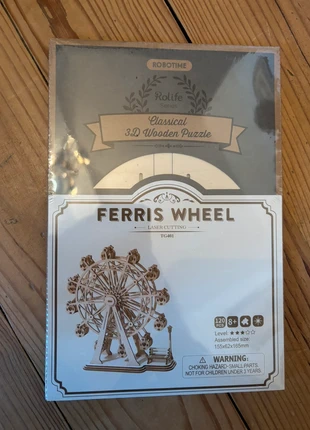 ROBOTIME
Rolife
Classical
3-D Wooden Puzzle
FERRIS WHEEL
LASER CUTTING
TG401
120
8+
Level
Assembled size
WARNING:
CHOKING HAZARD-SMALL PARTS
NOT FOR CHILDREN UNDER 3 YEARS